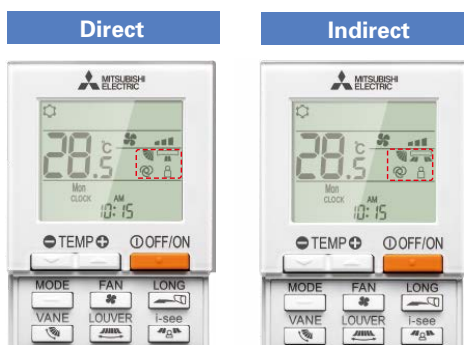 Direct
Indirect
MITSUBISHI
ELECTRIC
28.5 ℃
Mon
CLOCK
AM
10:15
TEMP
OFF/ON
MODE
FAN
LONG
VANE
LOUVER
i-see
MITSUBISHI
ELECTRIC
28.5 ℃
Mon
CLOCK
AM
10:15
TEMP
OFF/ON
MODE
FAN
LONG
VANE
LOUVER
i-see